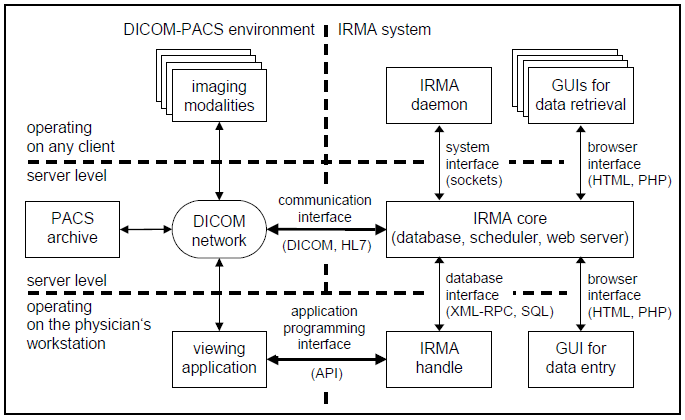 DICOM-PACS environment
IRMA system
imaging
modalities
IRMA
daemon
GUIs for
data retrieval
operating
on any client
system
interface
(sockets)
browser
interface
(HTML, PHP)
server level
PACS
archive
DICOM
network
communication
interface
(DICOM, HL7)
IRMA core
(database, scheduler, web server)
server level
operating
on the physician's
workstation
database
interface
(XML-RPC, SQL)
browser
interface
(HTML, PHP)
viewing
application
application
programming
interface
(API)
IRMA
handle
GUI for
data entry